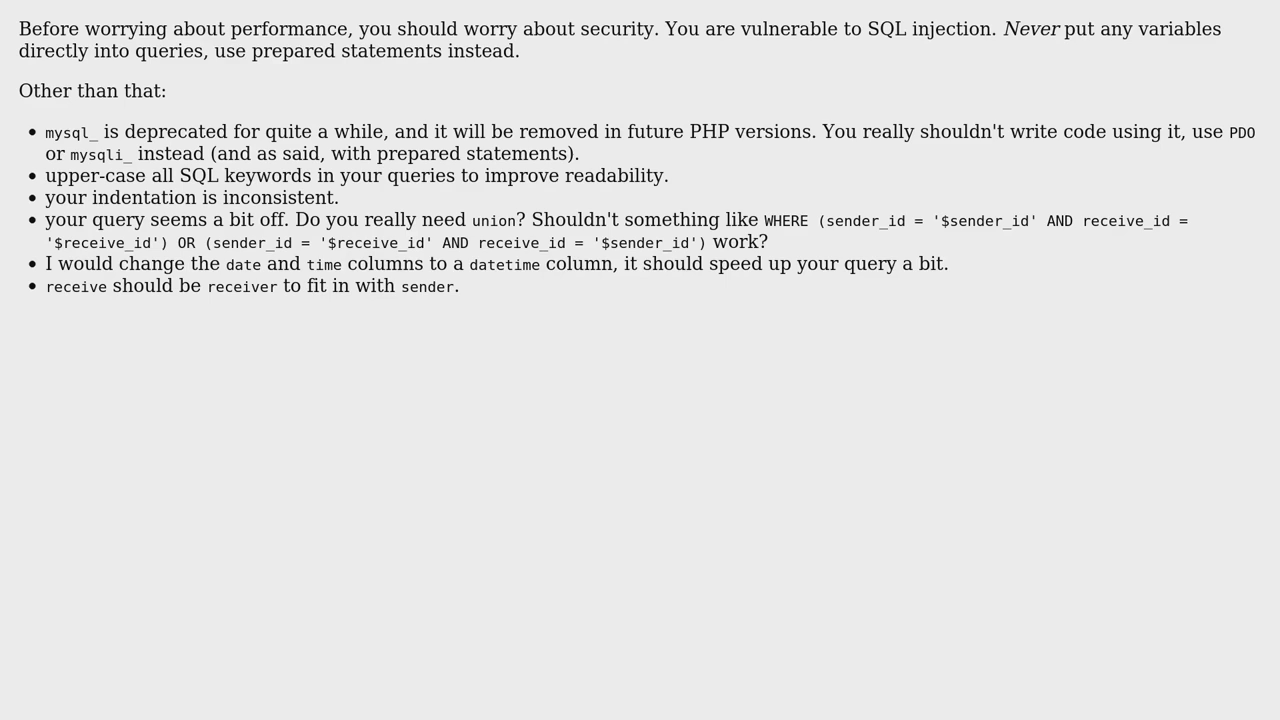 Before worrying about performance, you should worry about security. You are vulnerable to SQL injection. Never put any variables
directly into queries, use prepared statements instead.
Other than that:
• mysql_ is deprecated for quite a while, and it will be removed in future PHP versions. You really shouldn't write code using it, use PDO
or mysqli_ instead (and as said, with prepared statements).
• upper-case all SQL keywords in your queries to improve readability.
• your indentation is inconsistent.
• your query seems a bit off. Do you really need union? Shouldn't something like WHERE (sender_id = '$sender_id' AND receive_id =
'$receive_id') OR (sender_id = '$receive_id' AND receive_id = '$sender_id') work?
• I would change the date and time columns to a datetime column, it should speed up your query a bit.
• receive should be receiver to fit in with sender.